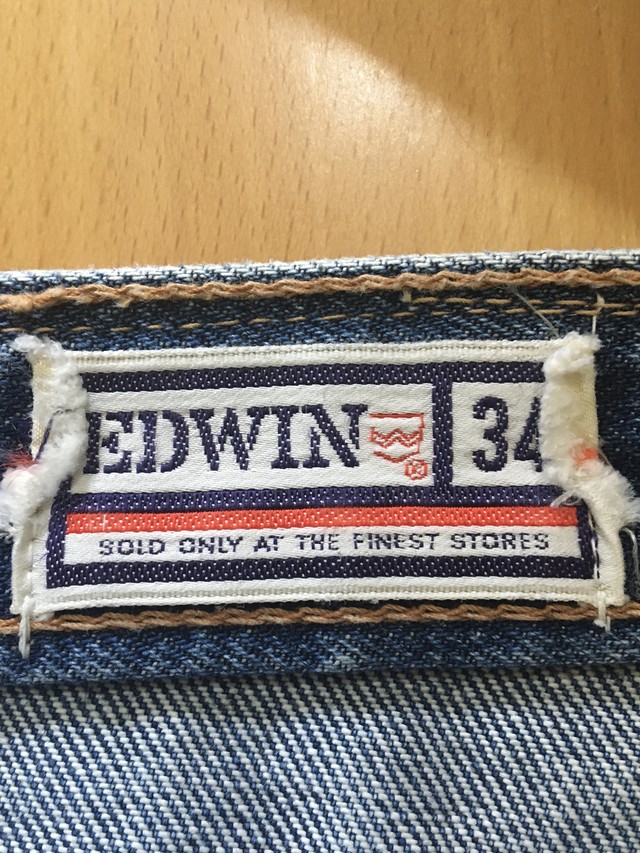 EDWIN W ® 34
SOLD ONLY AT THE FINEST STORES